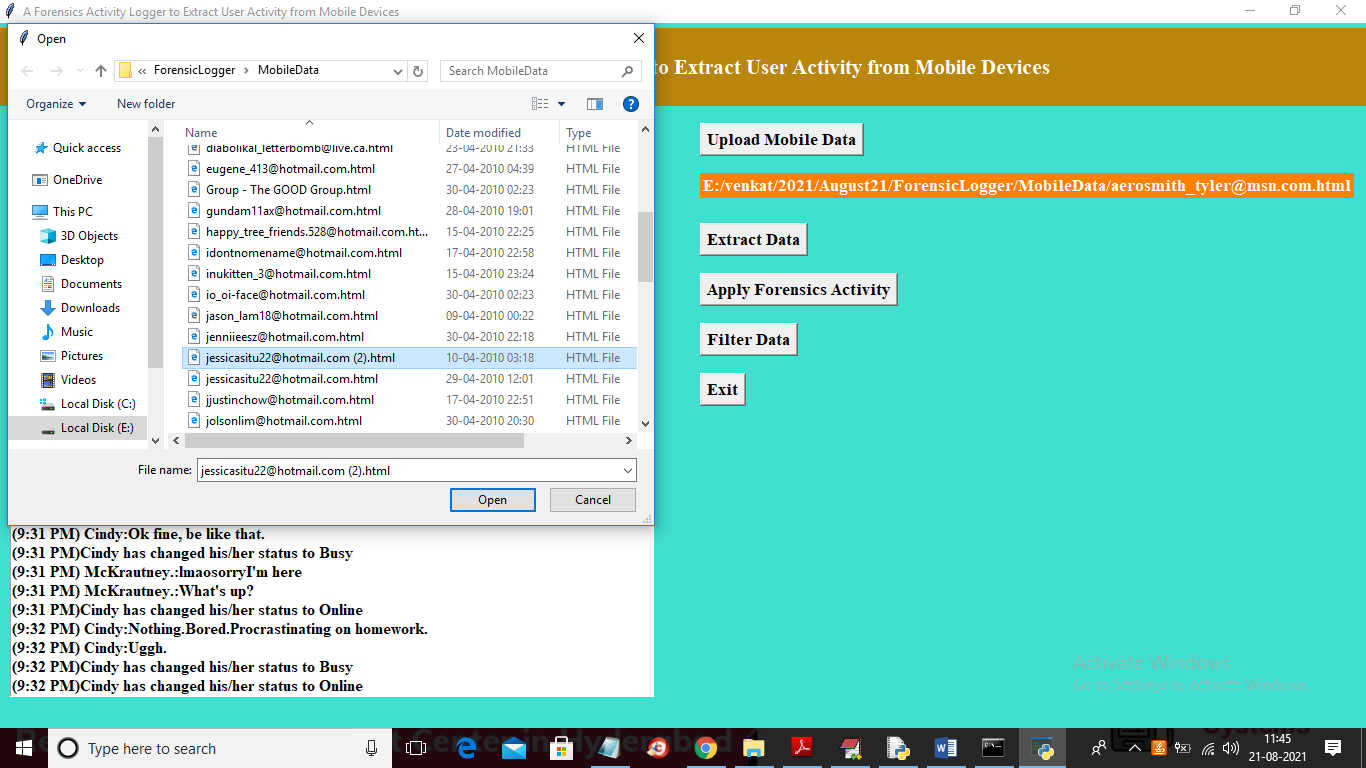 A Forensics Activity Logger to Extract User Activity from Mobile Devices
Open
« ForensicLogger > MobileData
Search MobileData
Organize
New folder
Quick access
OneDrive
This PC
3D Objects
Desktop
Documents
Downloads
Music
Pictures
Videos
Local Disk (C:)
Local Disk (E:)
Name Date modified Type
diabolikal_letterbomb@live.ca.html 23-04-2010 21:33 HTML File
eugene_413@hotmail.com.html 27-04-2010 04:39 HTML File
Group - The GOOD Group.html 30-04-2010 02:23 HTML File
gundam11ax@hotmail.com.html 28-04-2010 19:01 HTML File
happy_tree_friends.528@hotmail.com.ht... 15-04-2010 22:25 HTML File
idontnomename@hotmail.com.html 17-04-2010 22:58 HTML File
inukitten_3@hotmail.com.html 15-04-2010 23:24 HTML File
io_oi-face@hotmail.com.html 30-04-2010 02:23 HTML File
jason_lam18@hotmail.com.html 09-04-2010 00:22 HTML File
jenniieesz@hotmail.com.html 30-04-2010 22:18 HTML File
jessicasitu22@hotmail.com (2).html 10-04-2010 03:18 HTML File
jessicasitu22@hotmail.com.html 29-04-2010 12:01 HTML File
jjustinchow@hotmail.com.html 17-04-2010 22:51 HTML File
jolsonlim@hotmail.com.html 30-04-2010 20:30 HTML File
File name: jessicasitu22@hotmail.com (2).html
Open
Cancel
to Extract User Activity from Mobile Devices
Upload Mobile Data
E:/venkat/2021/August21/ForensicLogger/MobileData/aerosmith_tyler@msn.com.html
Extract Data
Apply Forensics Activity
Filter Data
Exit
(9:31 PM) Cindy:Ok fine, be like that.
(9:31 PM)Cindy has changed his/her status to Busy
(9:31 PM) McKrautney.:lmaosorryI'm here
(9:31 PM) McKrautney.:What's up?
(9:31 PM)Cindy has changed his/her status to Online
(9:32 PM) Cindy:Nothing.Bored.Procrastinating on homework.
(9:32 PM) Cindy:Uggh.
(9:32 PM)Cindy has changed his/her status to Busy
(9:32 PM)Cindy has changed his/her status to Online
Activate Windows
Go to Settings to activate Windows.
Type here to search
11:45
21-08-2021